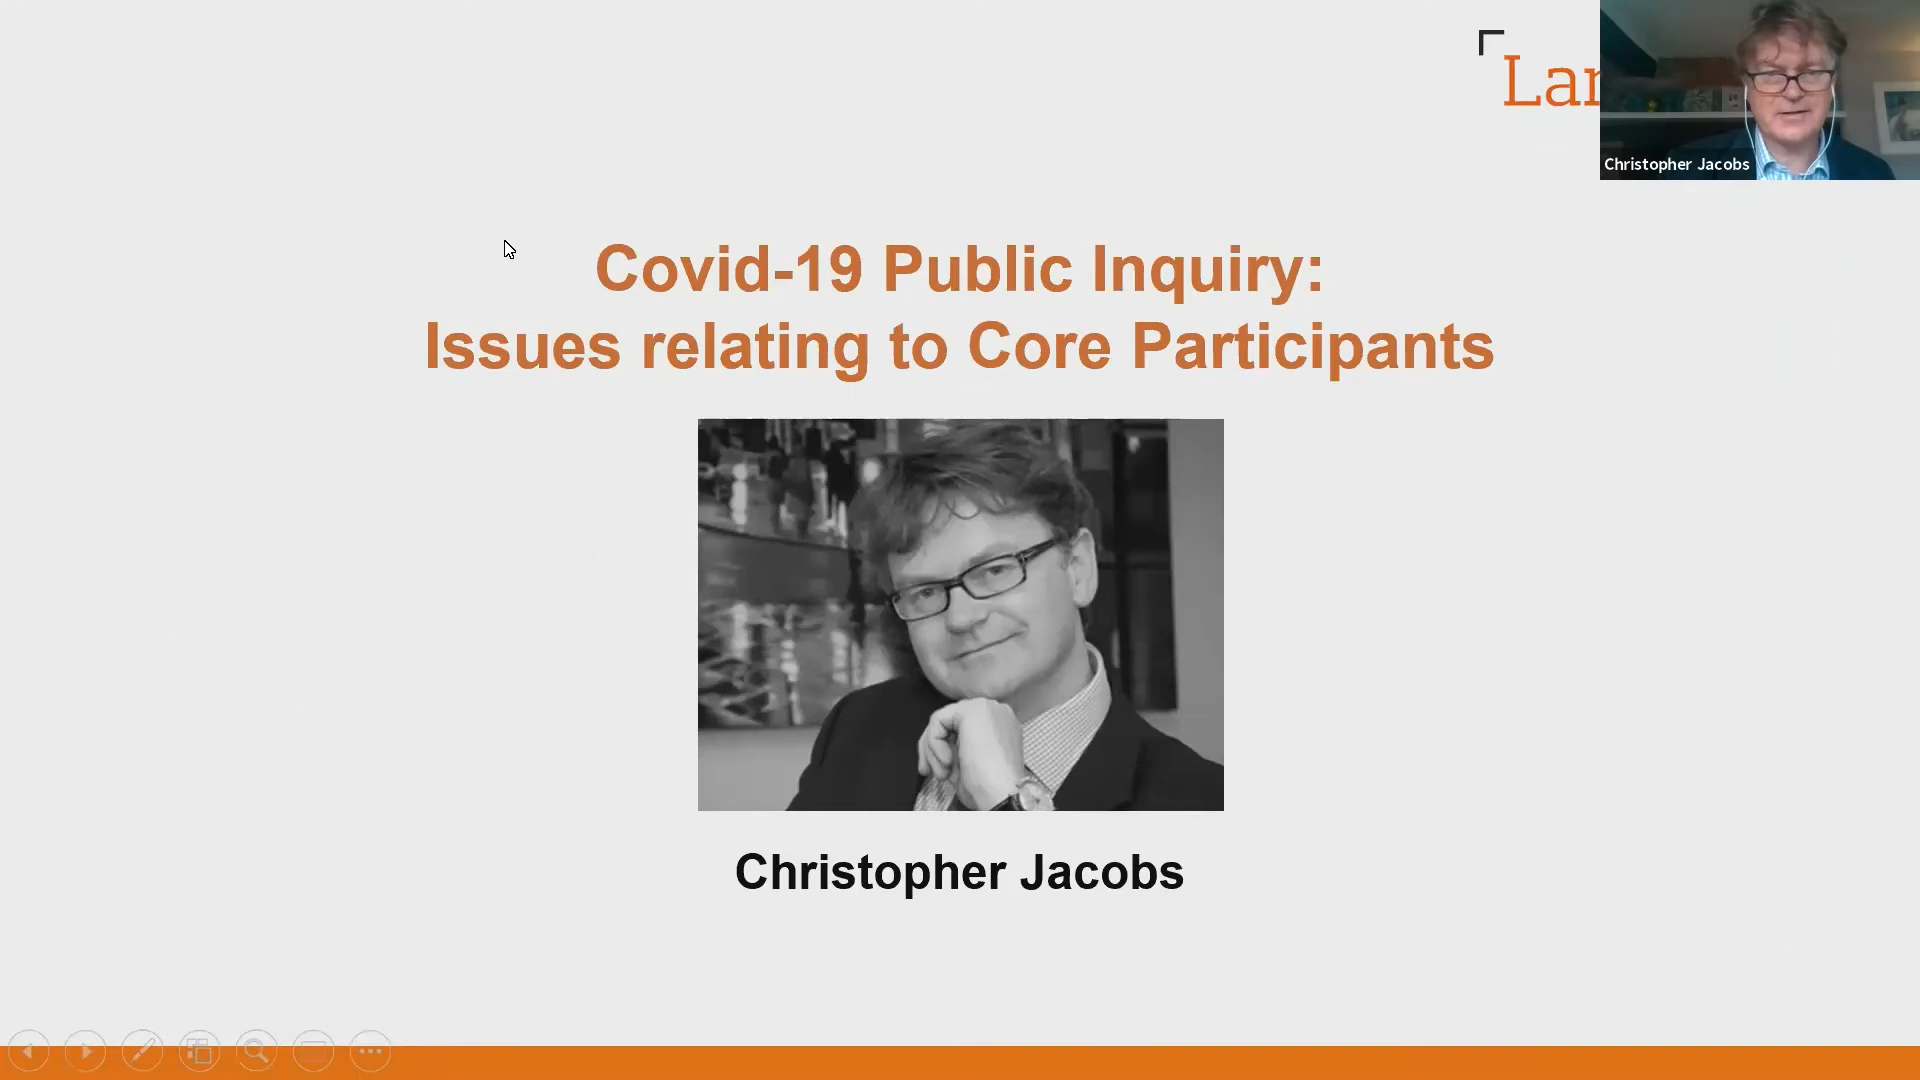 Lar
Christopher Jacobs
Covid-19 Public Inquiry:
Issues relating to Core Participants
Christopher Jacobs